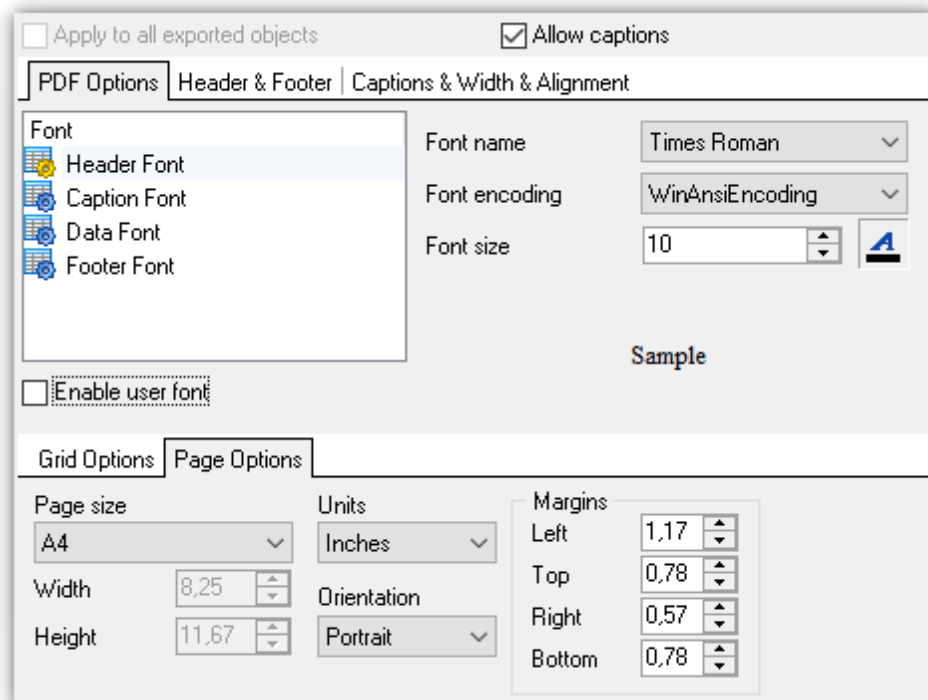 Apply to all exported objects Allow captions
PDF Options Header & Footer Captions & Width & Alignment
Font
Header Font
Caption Font
Data Font
Footer Font
Font name Times Roman
Font encoding WinAnsiEncoding
Font size 10 A
Sample
Enable user font
Grid Options Page Options
Page size
A4
Width 8,25
Height 11,67
Units
Inches
Orientation
Portrait
Margins
Left 1,17
Top 0,78
Right 0,57
Bottom 0,78